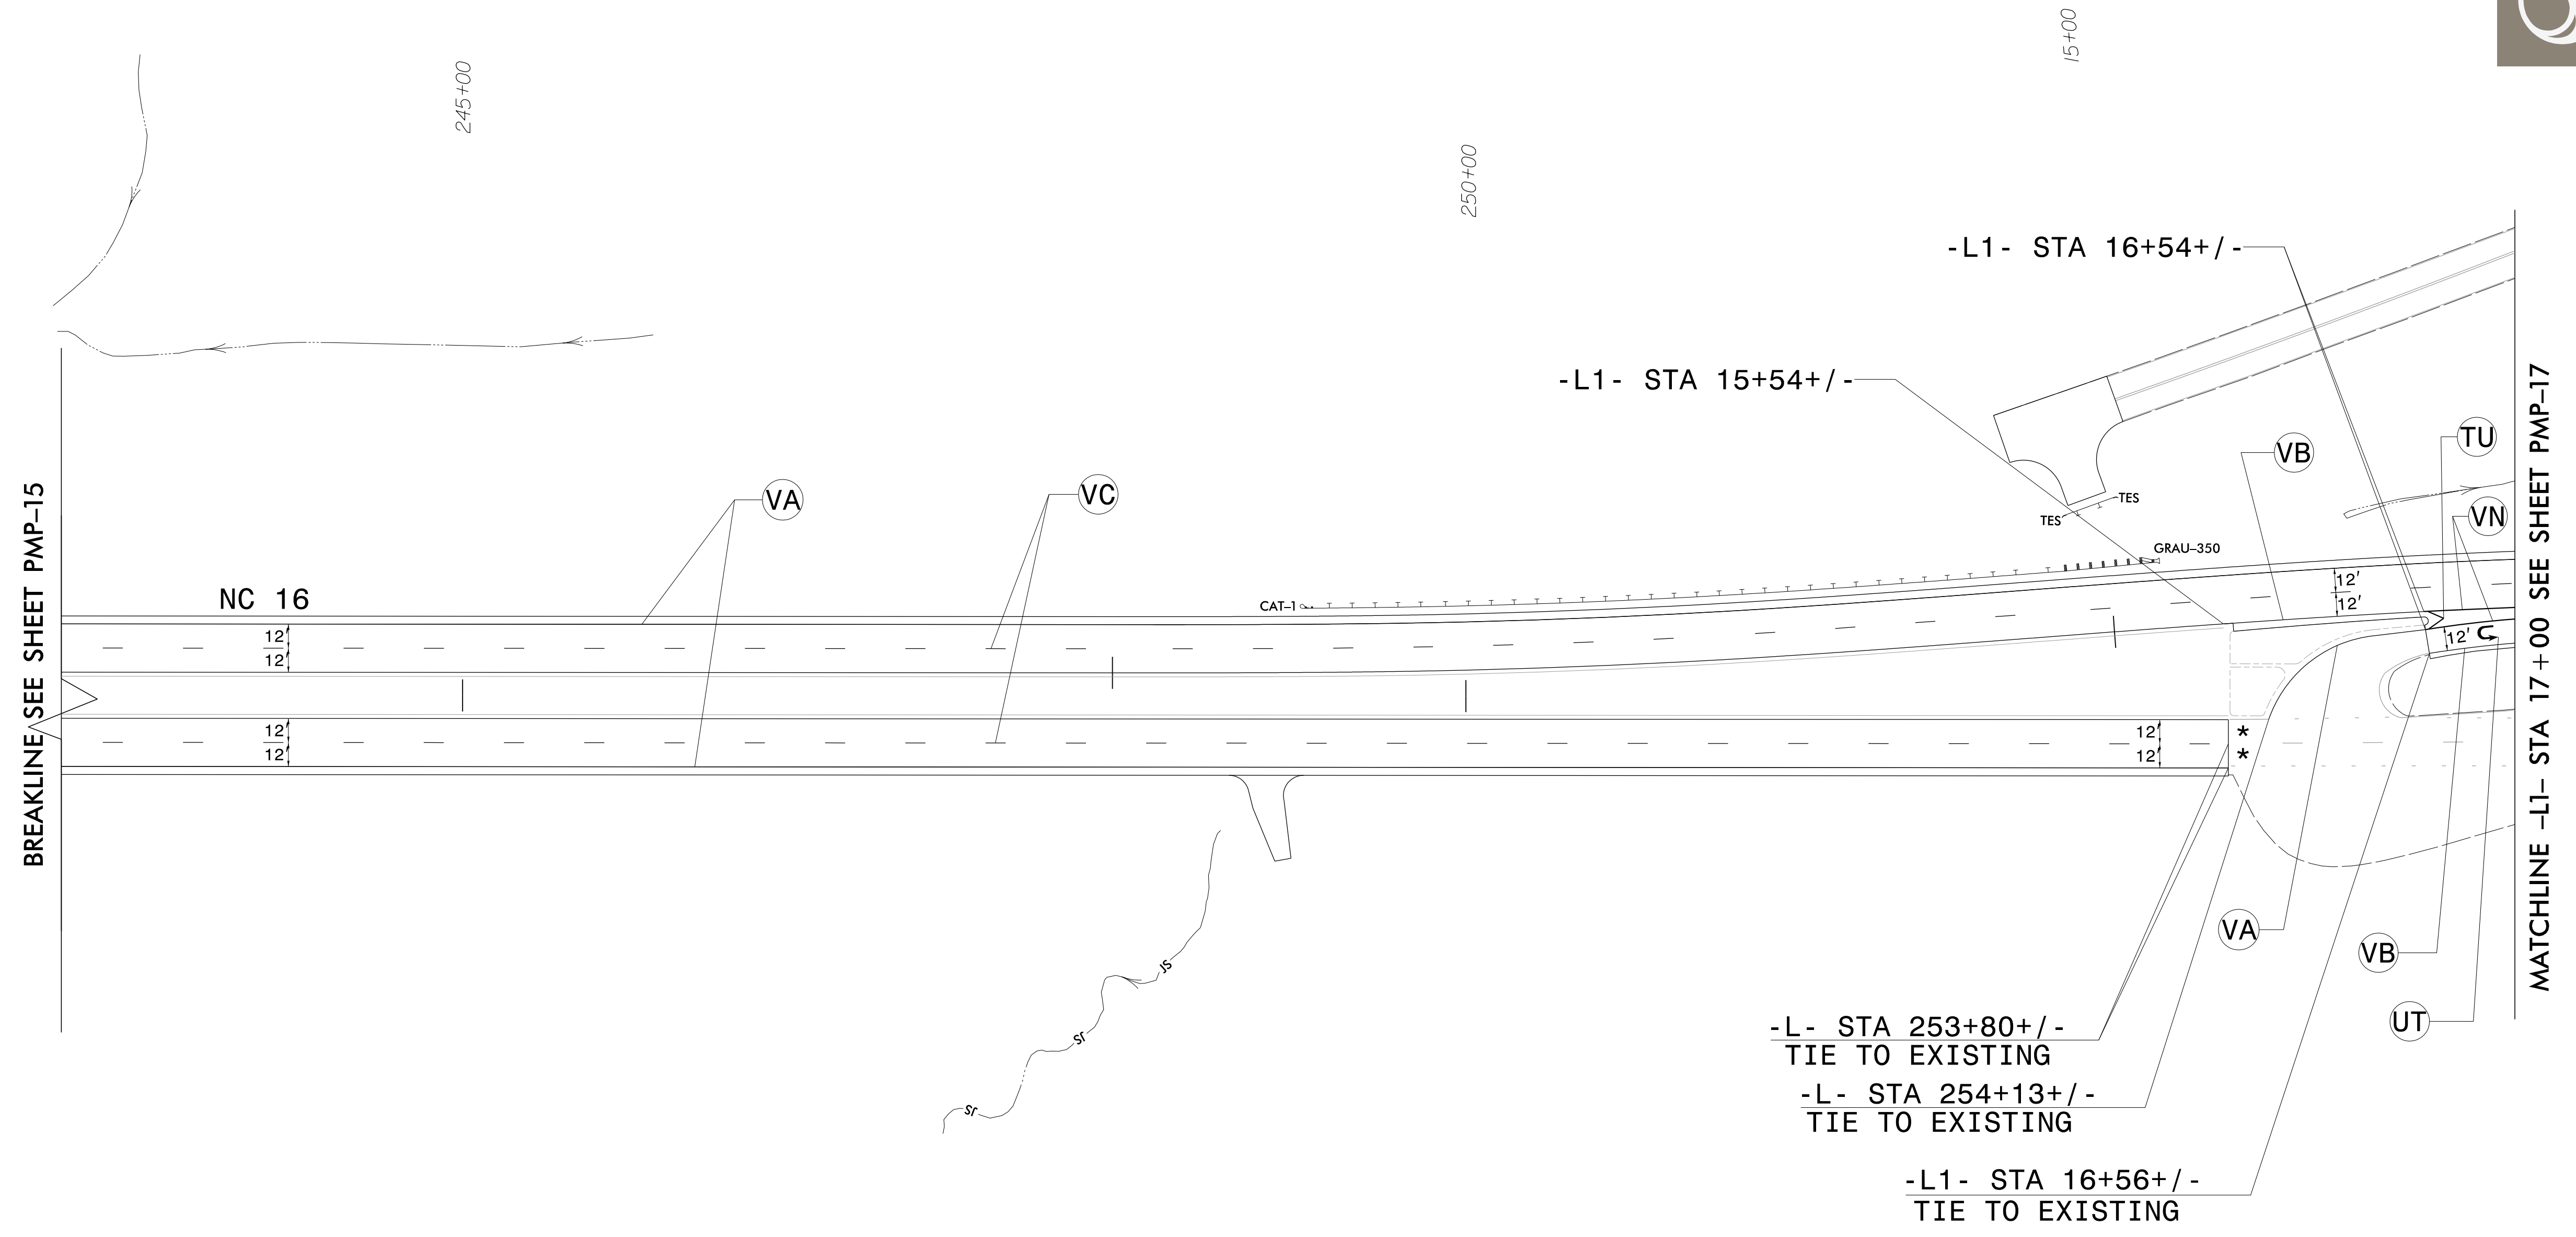 245+00
250+00
15+00
-L1- STA 16+54+/-
-L1- STA 15+54+/-
BREAKLINE SEE SHEET PMP-15
MATCHLINE -L1- STA 17+00 SEE SHEET PMP-17
VA
VC
VB
TU
VN
TES
TES
GRAU-350
CAT-1
NC 16
12'
12'
12'
12'
12'
12'
12'
12'
12'
*
*
JS
JS
JS
VA
VB
UT
-L- STA 253+80+/-
TIE TO EXISTING
-L- STA 254+13+/-
TIE TO EXISTING
-L1- STA 16+56+/-
TIE TO EXISTING